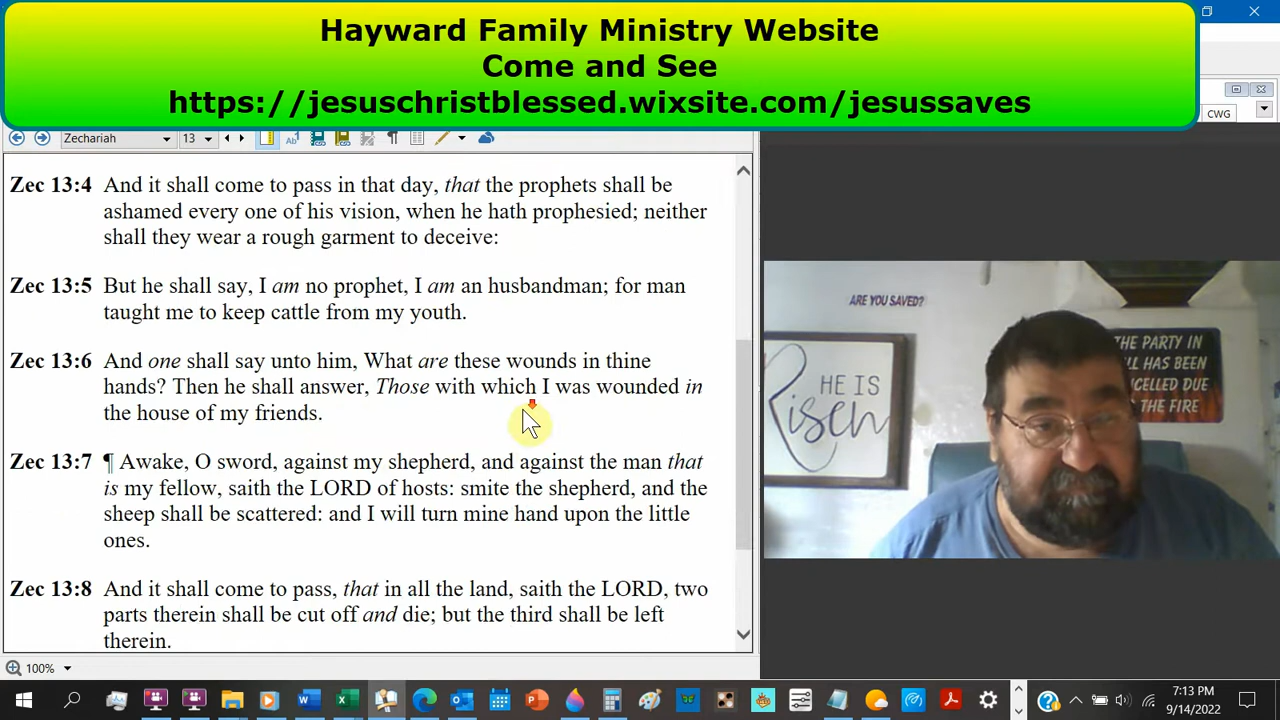 Hayward Family Ministry Website
Come and See
https://jesuschristblessed.wixsite.com/jesussaves
CWG
Zechariah 13
Zec 13:4 And it shall come to pass in that day, that the prophets shall be
ashamed every one of his vision, when he hath prophesied; neither
shall they wear a rough garment to deceive:
Zec 13:5 But he shall say, I am no prophet, I am an husbandman; for man
taught me to keep cattle from my youth.
Zec 13:6 And one shall say unto him, What are these wounds in thine
hands? Then he shall answer, Those with which I was wounded in
the house of my friends.
Zec 13:7 ¶ Awake, O sword, against my shepherd, and against the man that
is my fellow, saith the LORD of hosts: smite the shepherd, and the
sheep shall be scattered: and I will turn mine hand upon the little
ones.
Zec 13:8 And it shall come to pass, that in all the land, saith the LORD, two
parts therein shall be cut off and die; but the third shall be left
therein.
ARE YOU SAVED?
HE IS
Risen
THE PARTY IN
HAS BEEN
DUE
THE FIRE
100%
7:13 PM
9/14/2022